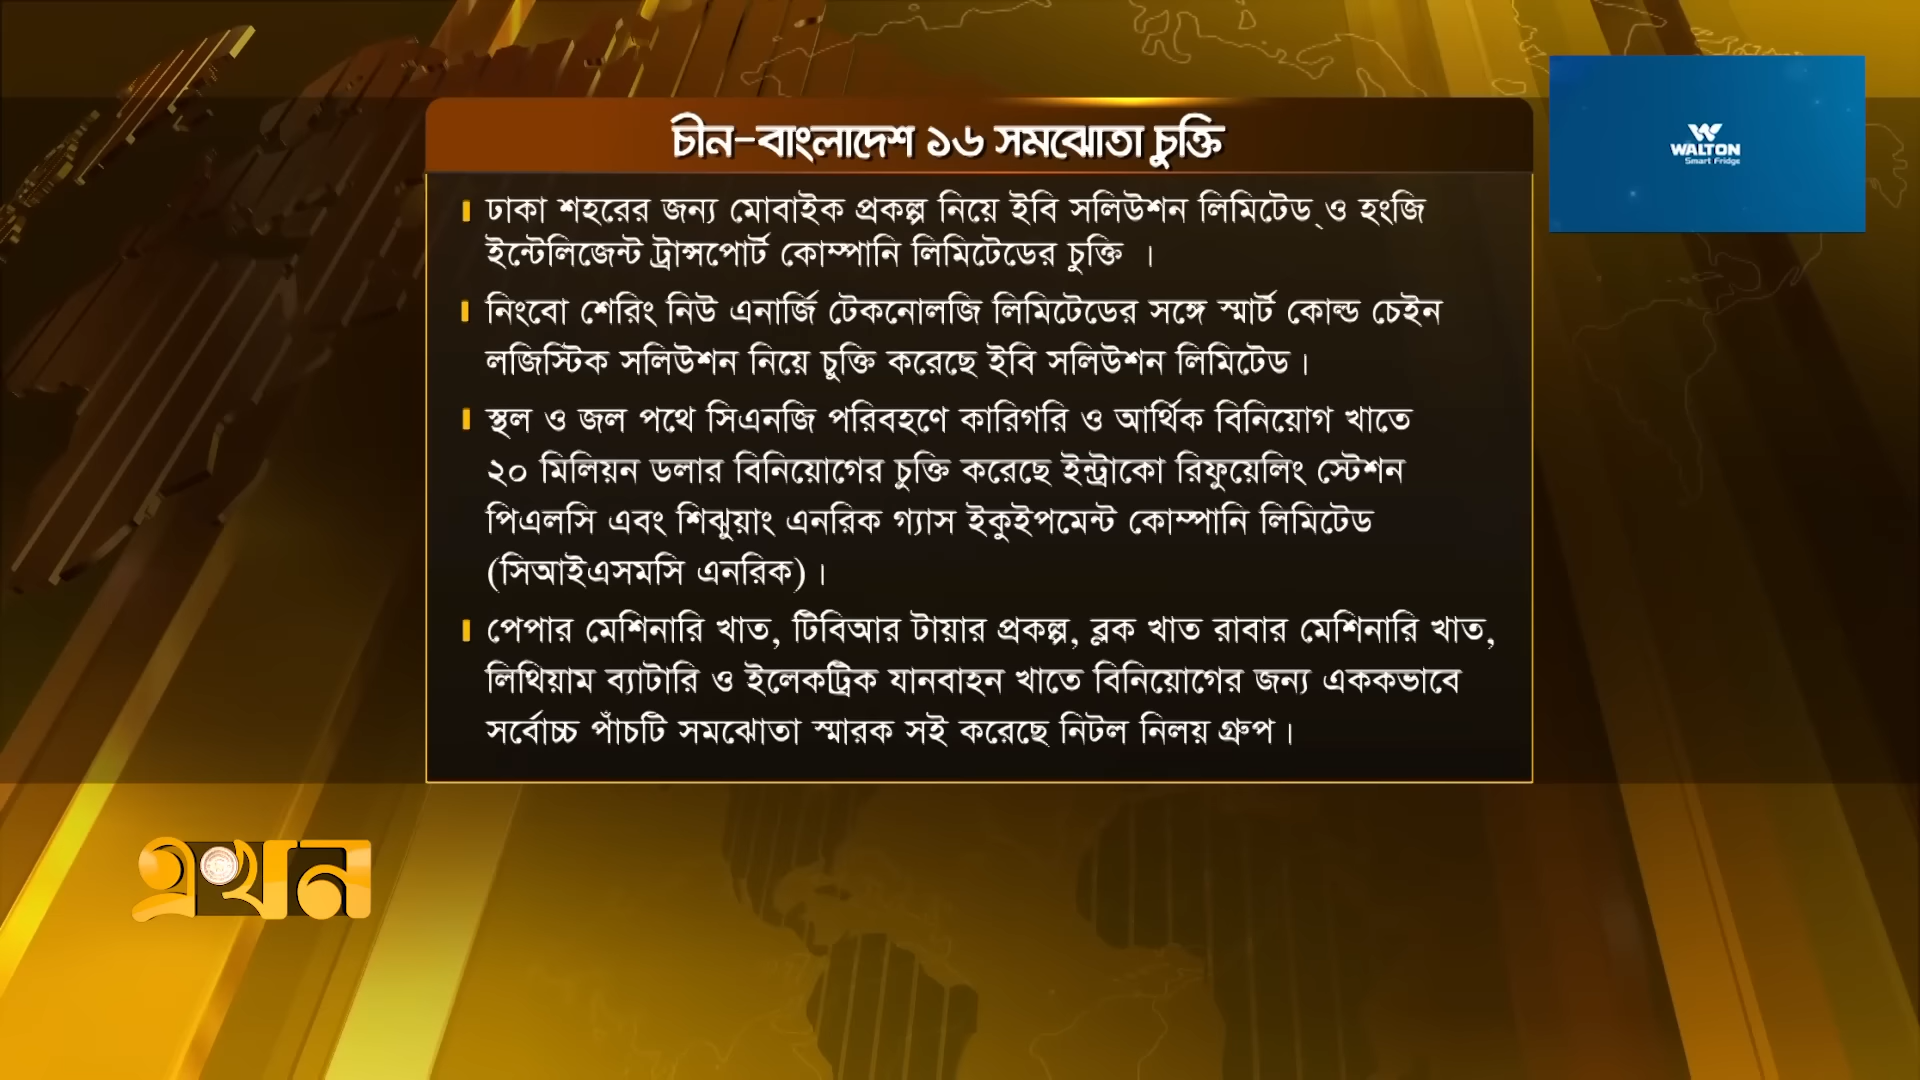 চীন-বাংলাদেশ ১৬ সমঝোতা চুক্তি
WALTON
Smart Fridge
ঢাকা শহরের জন্য মোবাইক প্রকল্প নিয়ে ইবি সলিউশন লিমিটেড্ ও হংজি
ইন্টেলিজেন্ট ট্রান্সপোর্ট কোম্পানি লিমিটেডের চুক্তি ।
নিংবো শেরিং নিউ এনার্জি টেকনোলজি লিমিটেডের সঙ্গে স্মার্ট কোল্ড চেইন
লজিস্টিক সলিউশন নিয়ে চুক্তি করেছে ইবি সলিউশন লিমিটেড।
স্থল ও জল পথে সিএনজি পরিবহণে কারিগরি ও আর্থিক বিনিয়োগ খাতে
২০ মিলিয়ন ডলার বিনিয়োগের চুক্তি করেছে ইন্ট্রাকো রিফুয়েলিং স্টেশন
পিএলসি এবং শিঝুয়াং এনরিক গ্যাস ইকুইপমেন্ট কোম্পানি লিমিটেড
(সিআইএসমসি এনরিক)।
পেপার মেশিনারি খাত, টিবিআর টায়ার প্রকল্প, ব্লক খাত রাবার মেশিনারি খাত,
লিথিয়াম ব্যাটারি ও ইলেকট্রিক যানবাহন খাতে বিনিয়োগের জন্য এককভাবে
সর্বোচ্চ পাঁচটি সমঝোতা স্মারক সই করেছে নিটল নিলয় গ্রুপ।
এখন